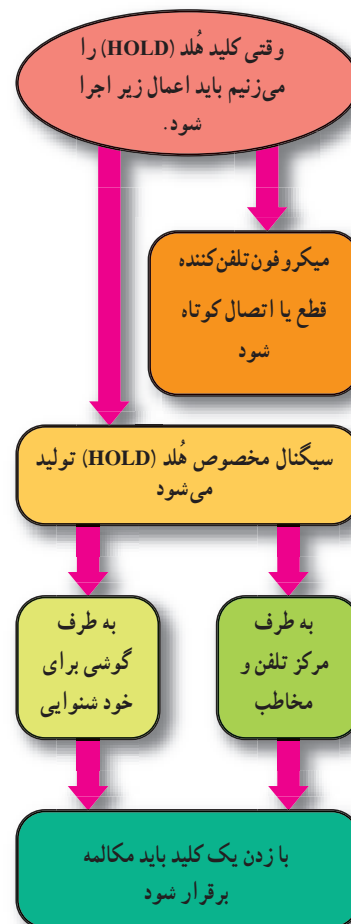 وقتی کلید هُلد (HOLD) را
می‌زنیم باید اعمال زیر اجرا
شود.
میکروفون تلفن‌کننده
قطع یا اتصال کوتاه
شود
سیگنال مخصوص هُلد (HOLD) تولید
می‌شود
به طرف
مرکز تلفن و
مخاطب
به طرف
گوشی برای
خود شنوایی
با زدن یک کلید باید مکالمه
برقرار شود